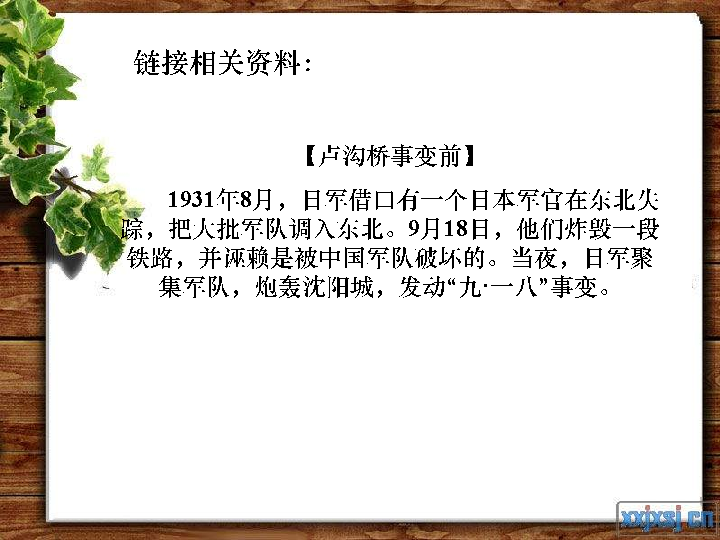 链接相关资料：
【卢沟桥事变前】
1931年8月，日军借口有一个日本军官在东北失
踪，把大批军队调入东北。9月18日，他们炸毁一段
铁路，并诬赖是被中国军队破坏的。当夜，日军聚
集军队，炮轰沈阳城，发动“九·一八”事变。
xxjxsj.cn